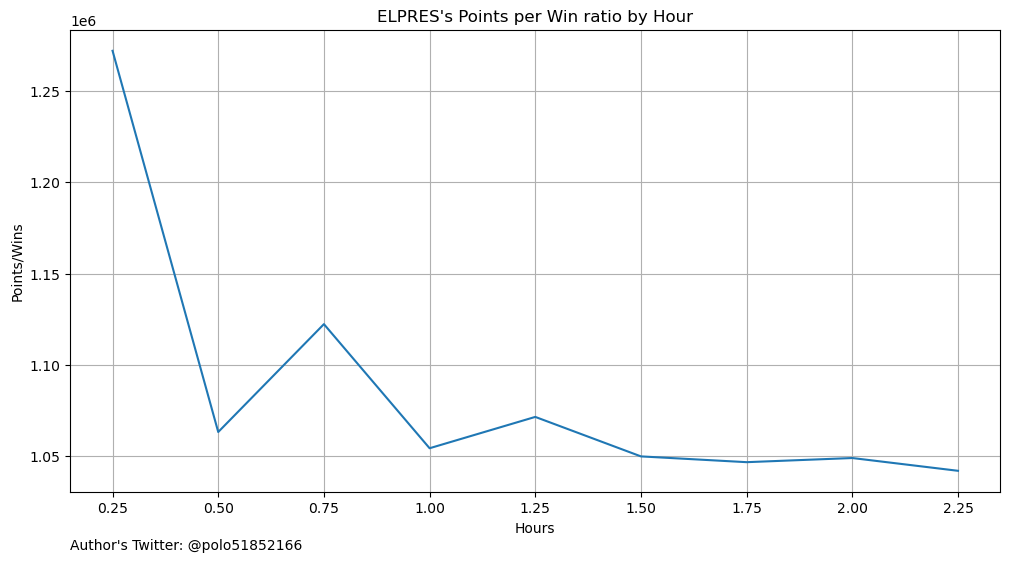 ELPRES's Points per Win ratio by Hour
1e6
1.25
1.20
1.15
1.10
1.05
Points/Wins
0.25 0.50 0.75 1.00 1.25 1.50 1.75 2.00 2.25
Hours
Author's Twitter: @polo51852166